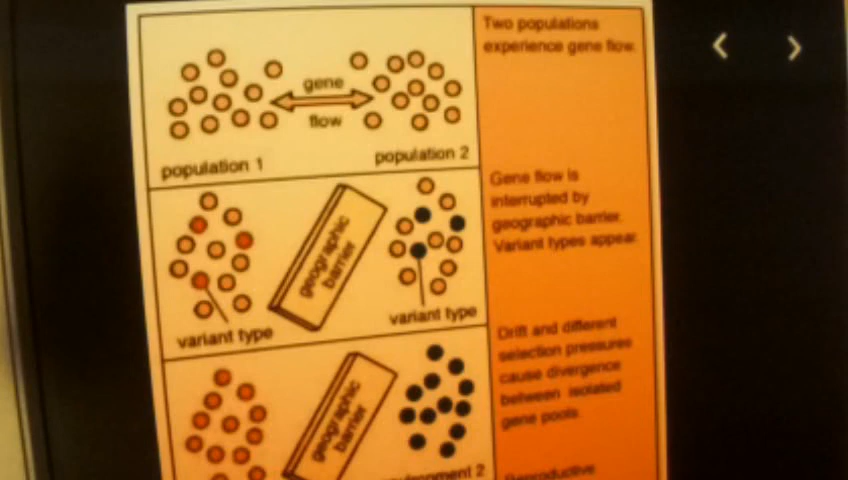 Two populations
experience gene flow.
gene
flow
population 1
population 2
Gene flow is
interrupted by
geographic barrier.
Variant types appear.
geographic
barrier
variant type
variant type
Drift and different
selection pressures
cause divergence
between isolated
gene pools.
geographic
barrier
2
Reproductive